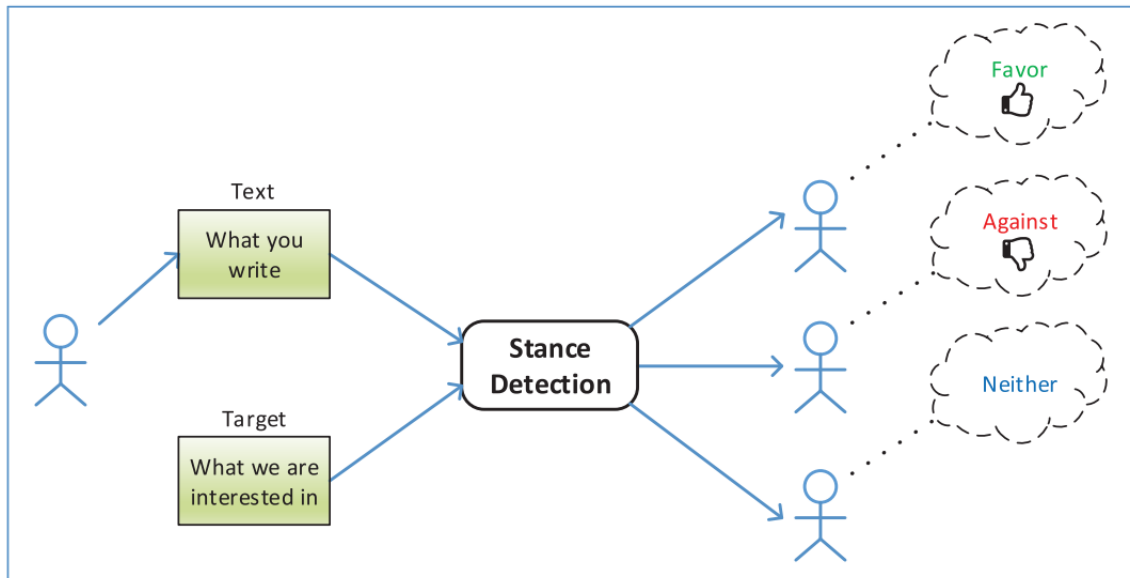 Text
What you
write
Target
What we are
interested in
Stance
Detection
Favor
Against
Neither